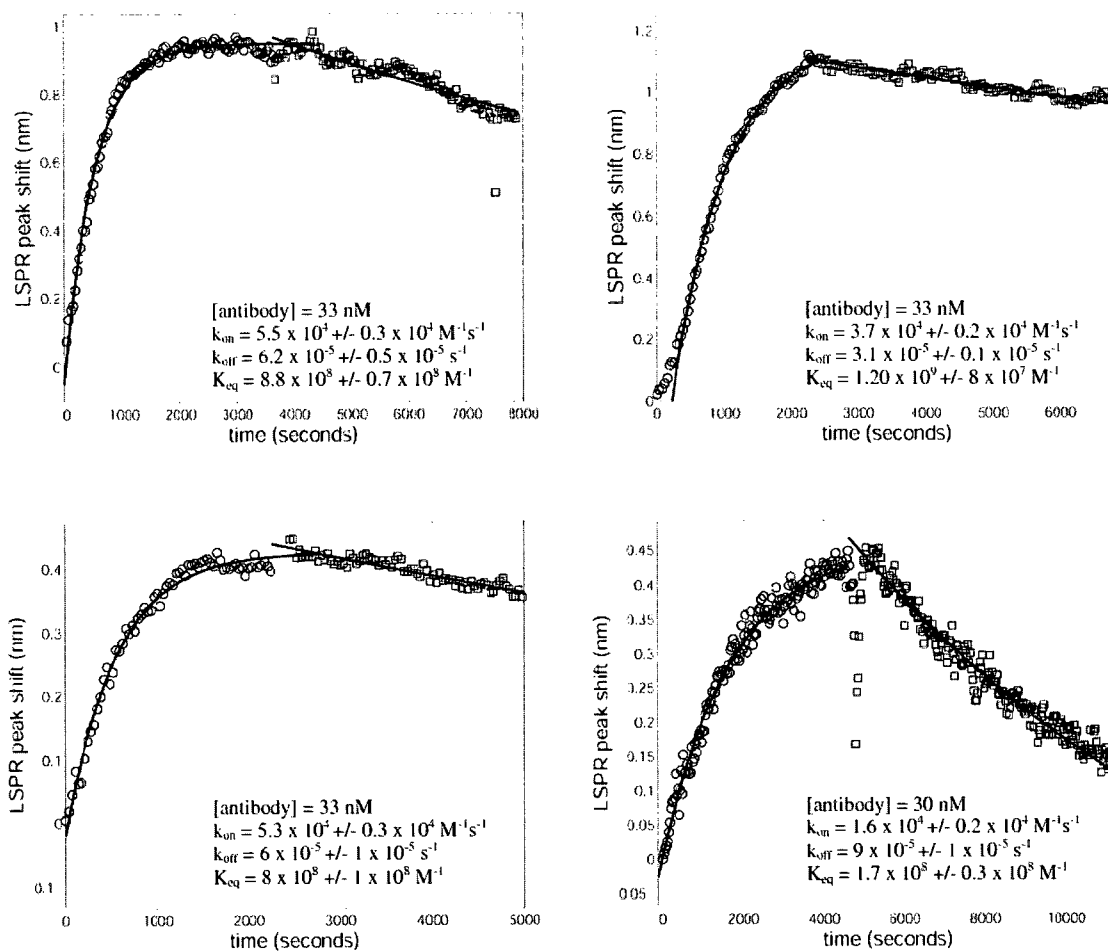 1
0.8
0.6
0.4
0.2
0
LSPR peak shift (nm)
[antibody] = 33 nM
k_on = 5.5 x 10^4 +/- 0.3 x 10^4 M^-1s^-1
k_off = 6.2 x 10^-5 +/- 0.5 x 10^-5 s^-1
K_eq = 8.8 x 10^8 +/- 0.7 x 10^8 M^-1
0 1000 2000 3000 4000 5000 6000 7000 8000
time (seconds)
1.2
1
0.8
0.6
0.4
0.2
0
LSPR peak shift (nm)
[antibody] = 33 nM
k_on = 3.7 x 10^4 +/- 0.2 x 10^4 M^-1s^-1
k_off = 3.1 x 10^-5 +/- 0.1 x 10^-5 s^-1
K_eq = 1.20 x 10^9 +/- 8 x 10^7 M^-1
0 1000 2000 3000 4000 5000 6000
time (seconds)
0.4
0.3
0.2
0.1
0
0.1
LSPR peak shift (nm)
[antibody] = 33 nM
k_on = 5.3 x 10^4 +/- 0.3 x 10^4 M^-1s^-1
k_off = 6 x 10^-5 +/- 1 x 10^-5 s^-1
K_eq = 8 x 10^8 +/- 1 x 10^8 M^-1
0 1000 2000 3000 4000 5000
time (seconds)
0.45
0.4
0.35
0.3
0.25
0.2
0.15
0.1
0.05
0
0.05
LSPR peak shift (nm)
[antibody] = 30 nM
k_on = 1.6 x 10^4 +/- 0.2 x 10^4 M^-1s^-1
k_off = 9 x 10^-5 +/- 1 x 10^-5 s^-1
K_eq = 1.7 x 10^8 +/- 0.3 x 10^8 M^-1
0 2000 4000 6000 8000 10000
time (seconds)